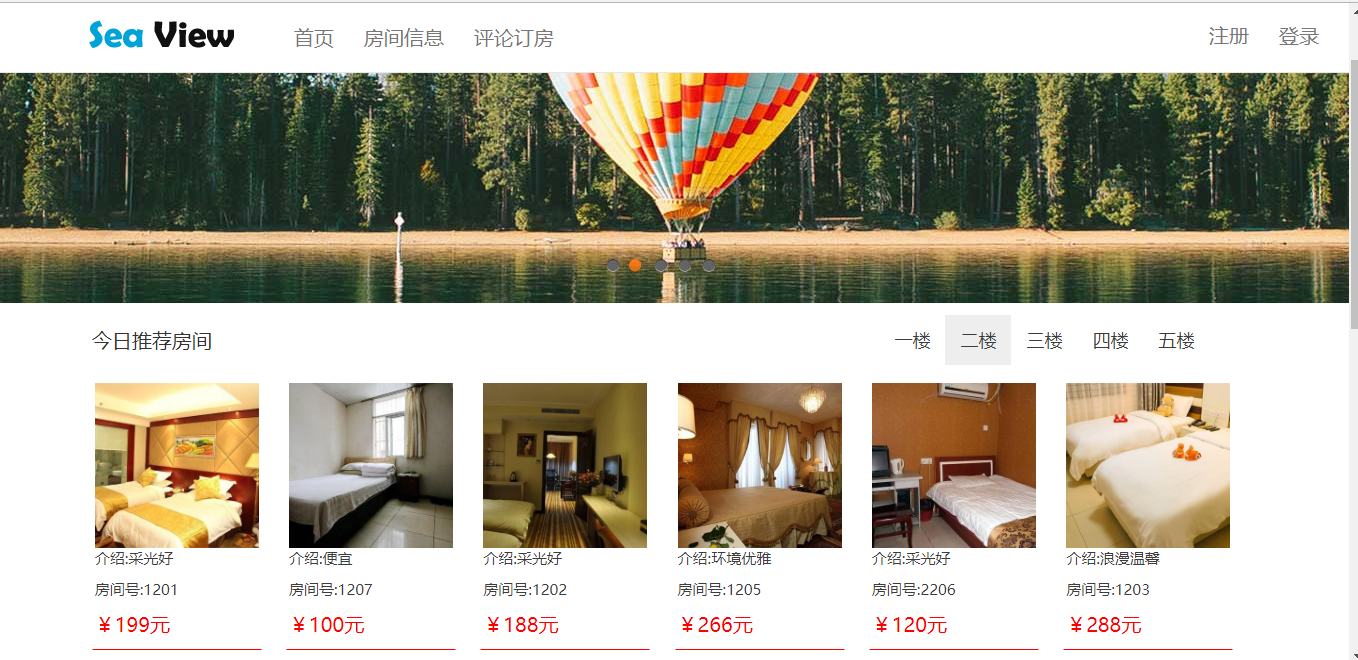 Sea View 首页 房间信息 评论订房 注册 登录
今日推荐房间 一楼 二楼 三楼 四楼 五楼
介绍:采光好 介绍:便宜 介绍:采光好 介绍:环境优雅 介绍:采光好 介绍:浪漫温馨
房间号:1201 房间号:1207 房间号:1202 房间号:1205 房间号:2206 房间号:1203
￥199元 ￥100元 ￥188元 ￥266元 ￥120元 ￥288元